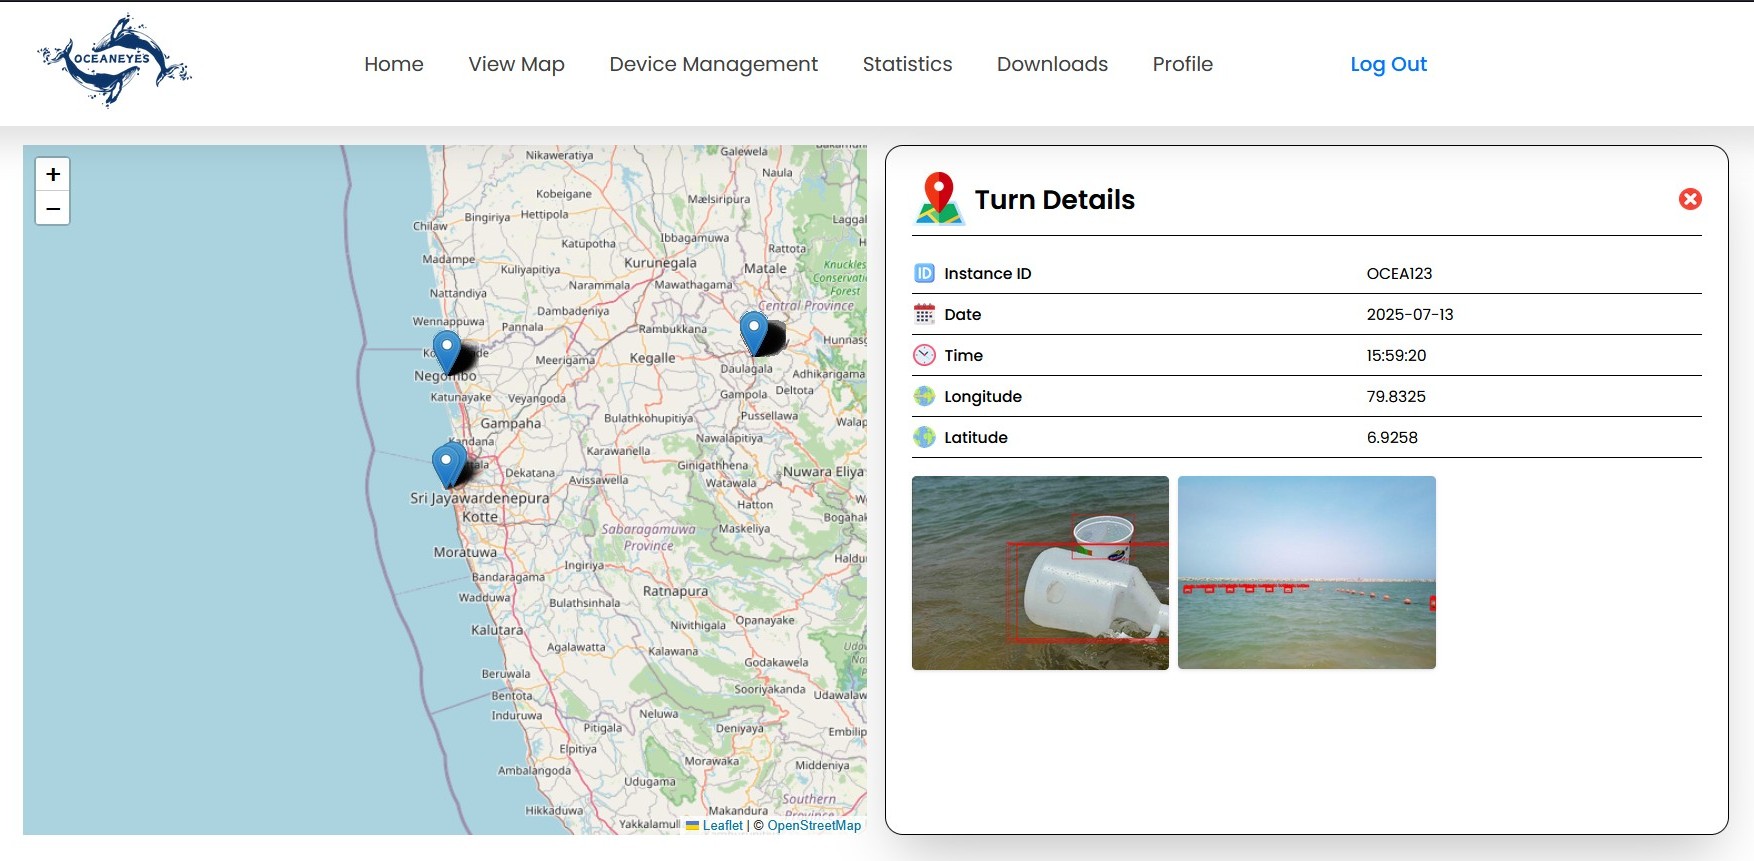 OCEANEYES
Home
View Map
Device Management
Statistics
Downloads
Profile
Log Out
+
−
Nikaweratiya
Galewela
Naula
Kobeigane
Mælsiripura
Bingiriya
Hettipola
Chilaw
Laggal
Katupotha
Ibbagamuwa
Rattota
Madampe
Kuliyapitiya
Kurunegala
Matale
Knuckles
Conservati
Forest
Nattandiya
Narammala
Mawathagama
Central Province
Dambadeniya
Wennappuwa
Pannala
Rambukkana
Hunnasg
Meerigama
Kegalle
Daulagala
Negombo
Adhikarigama
Katunayake
Veyangoda
Gampola
Deltota
Pussellawa
Gampaha
Bulathkohupitiya
Walap
Nawalapitiya
Kandana
Karawanella
Ginigathhena
Nuwara Eliya
Dekatana
Avissawella
Watawala
Sri Jayawardenepura
Kotte
Hatton
Bogahak
Sabaragamuwa
Province
Maskeliya
Moratuwa
Haldu
Ingiriya
Bandaragama
Ratnapura
Wadduwa
Bulathsinhala
Opanayake
Nivithigala
Kalutara
Agalawatta
Kalawana
Godakawela
Beruwala
Sooriyakanda
Udawalaw
Bentota
Induruwa
Neluwa
Pitigala
Deniyaya
Embilip
Elpitiya
Morawaka
Middeniya
Ambalangoda
Udugama
Southern
Province
Hikkaduwa
Makandura
Yakkalamull
Leaflet | © OpenStreetMap
Turn Details
ID Instance ID OCEA123
Date 2025-07-13
Time 15:59:20
Longitude 79.8325
Latitude 6.9258